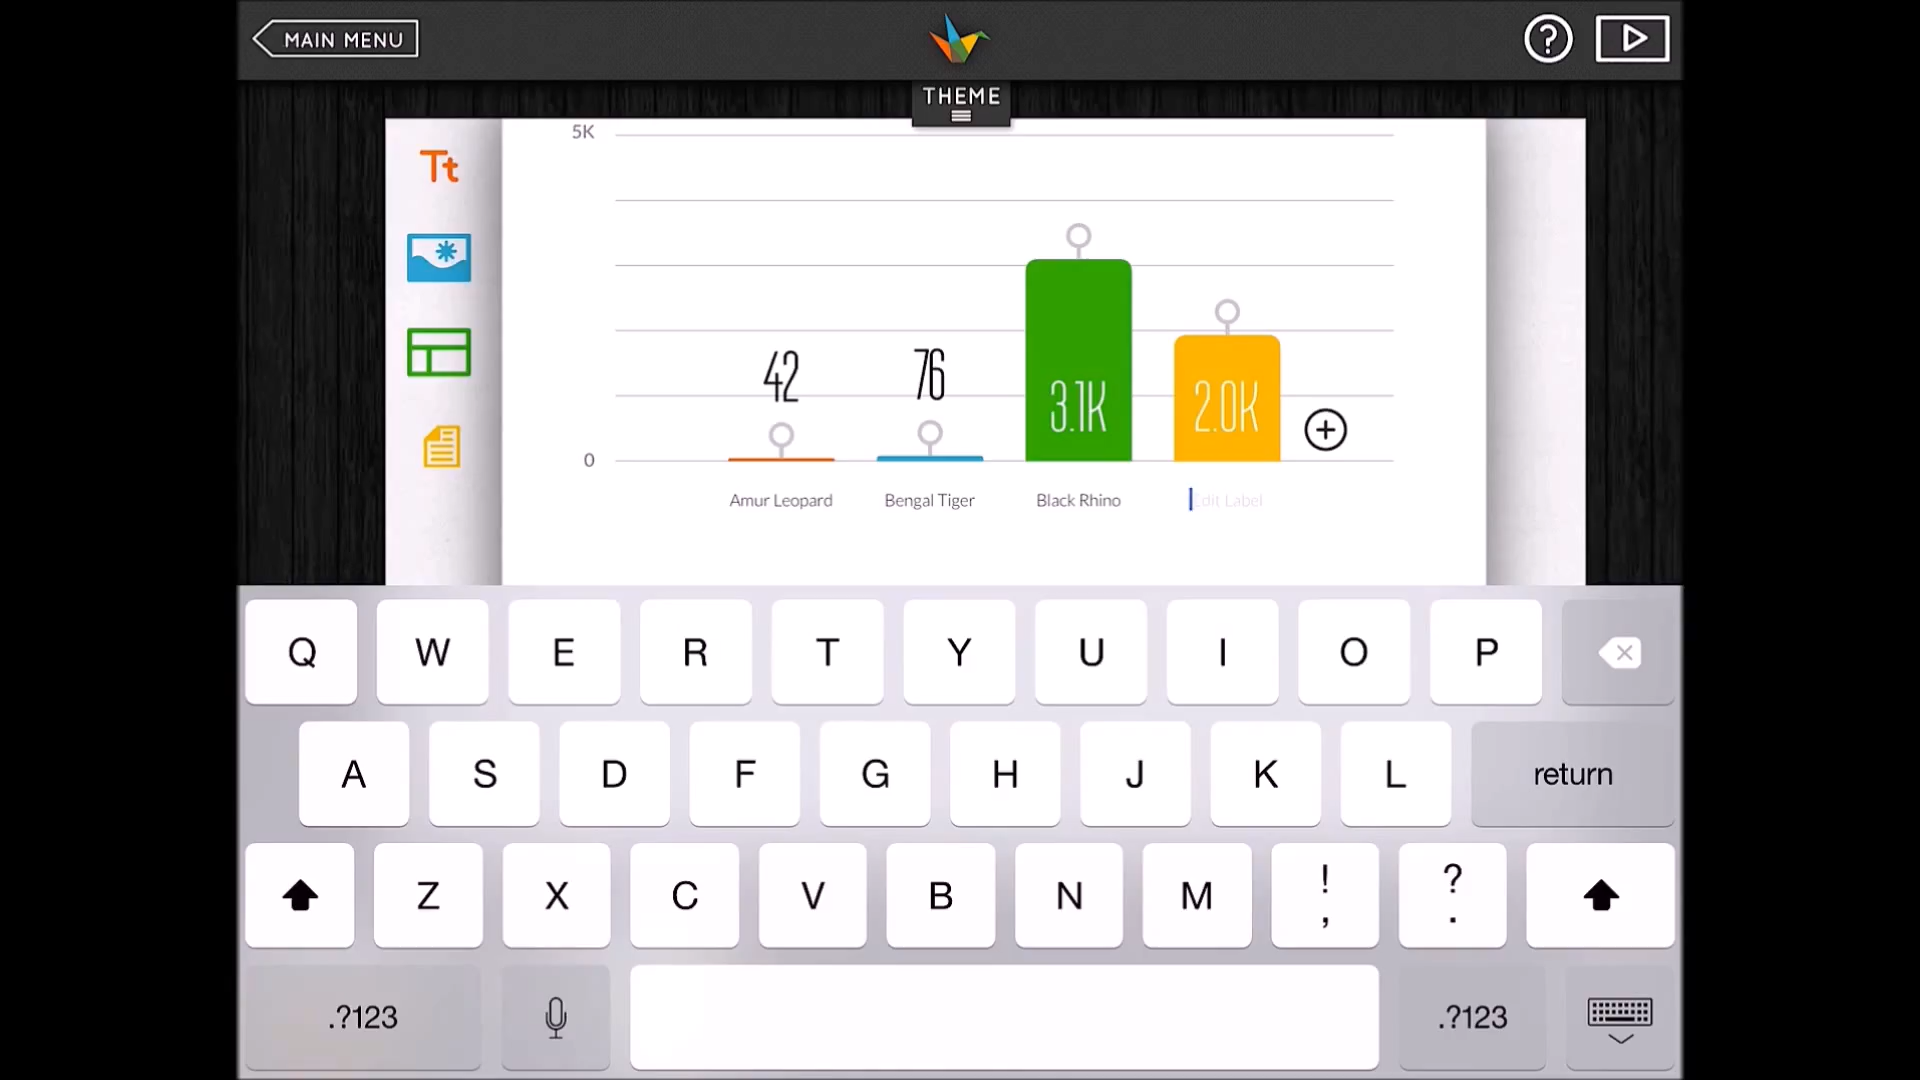 MAIN MENU
?
THEME
Tt
5K
42
76
3.1K
2.0K
0
Amur Leopard
Bengal Tiger
Black Rhino
Edit Label
Q W E R T Y U I O P
A S D F G H J K L return
Z X C V B N M ! , ? .
.?123 .?123